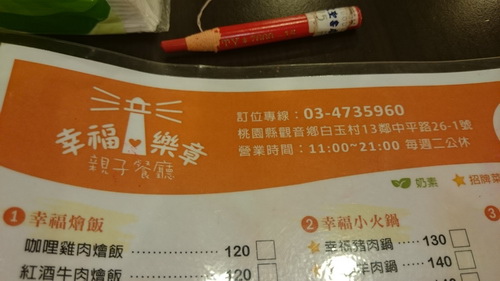 幸福 樂章
親子餐廳
訂位專線：03-4735960
桃園縣觀音鄉白玉村13鄰中平路26-1號
營業時間：11:00~21:00 每週二公休
奶素 ★招牌菜
1 幸福燴飯
咖哩雞肉燴飯 120
紅酒牛肉燴飯 120
2 幸福小火鍋
★幸福豬肉鍋 130
羊肉鍋 140
3